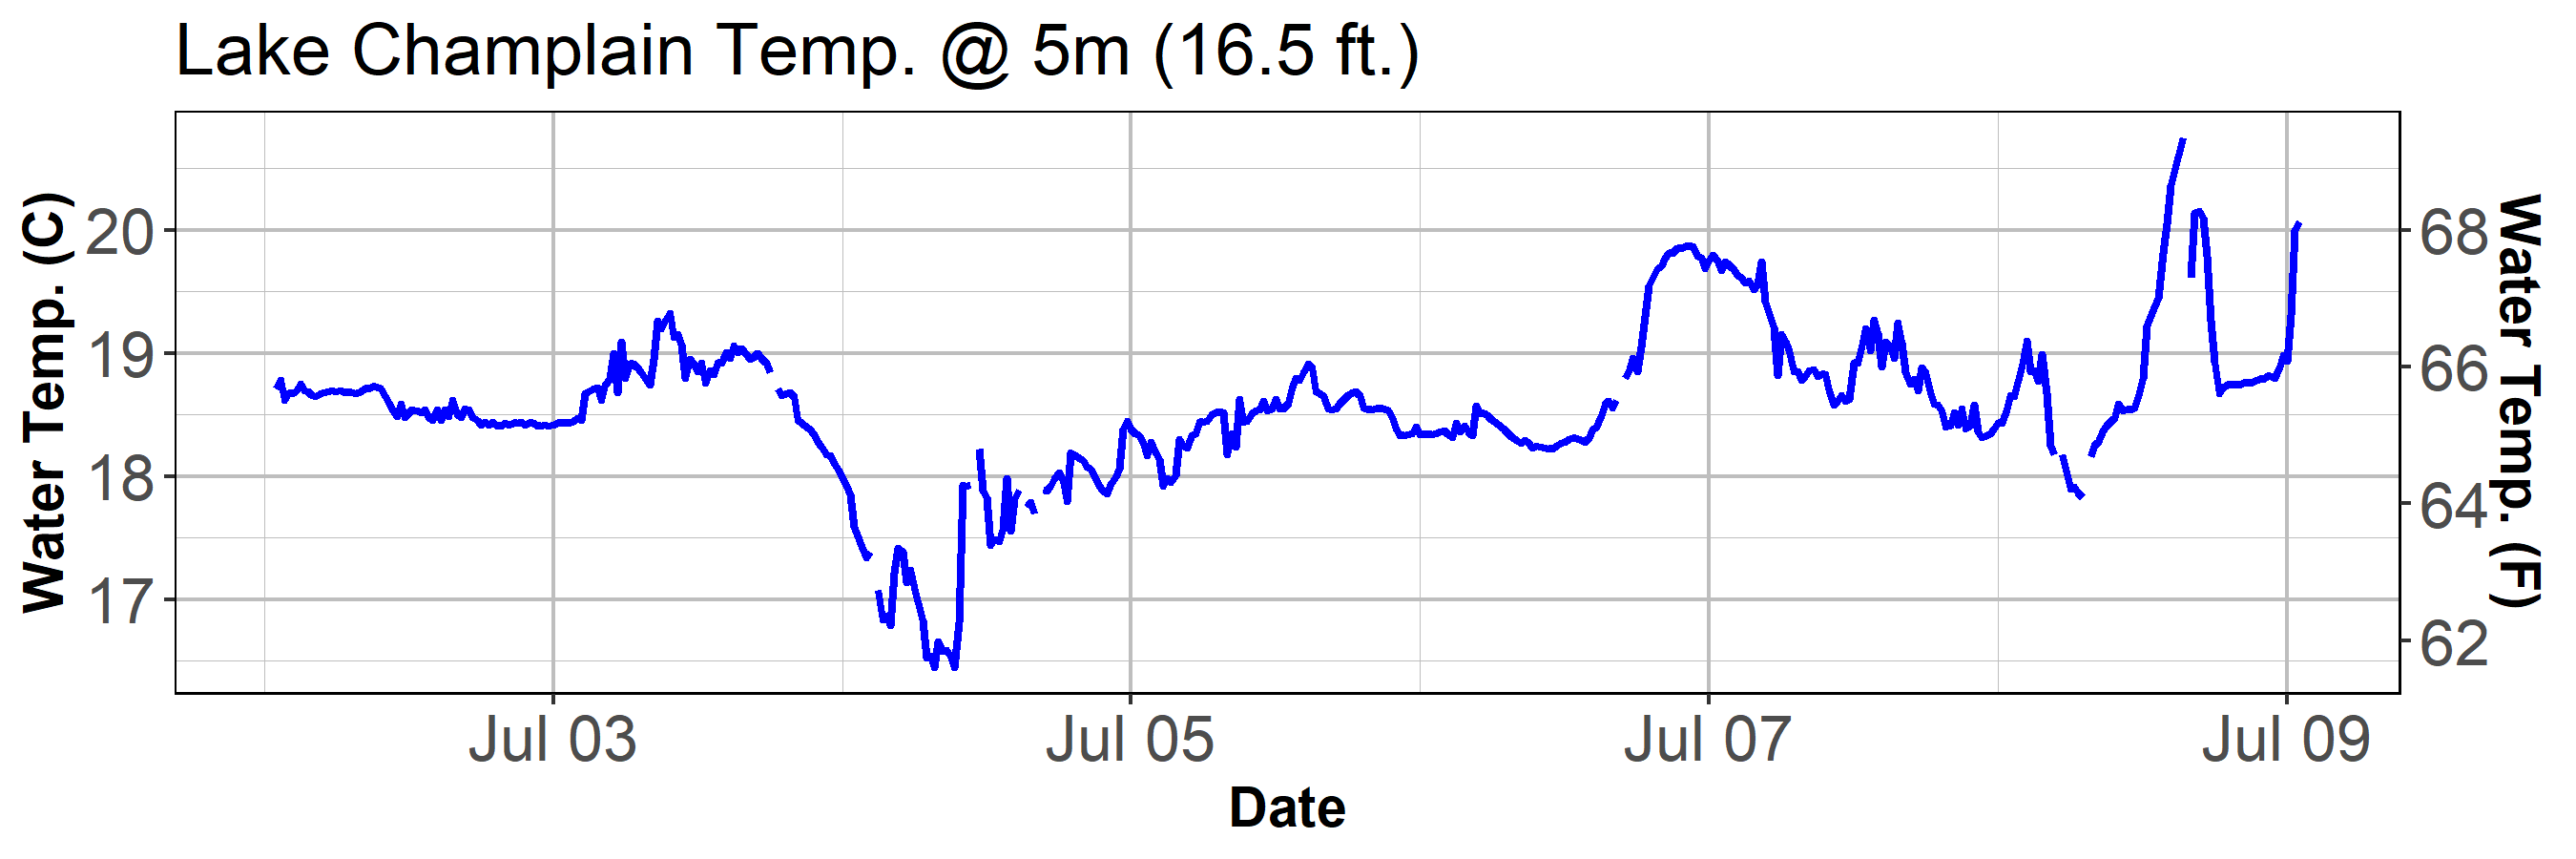 Lake Champlain Temp. @ 5m (16.5 ft.)
Water Temp. (C)
20
19
18
17
68
66
64
62
Water Temp. (F)
Jul 03 Jul 05 Jul 07 Jul 09
Date